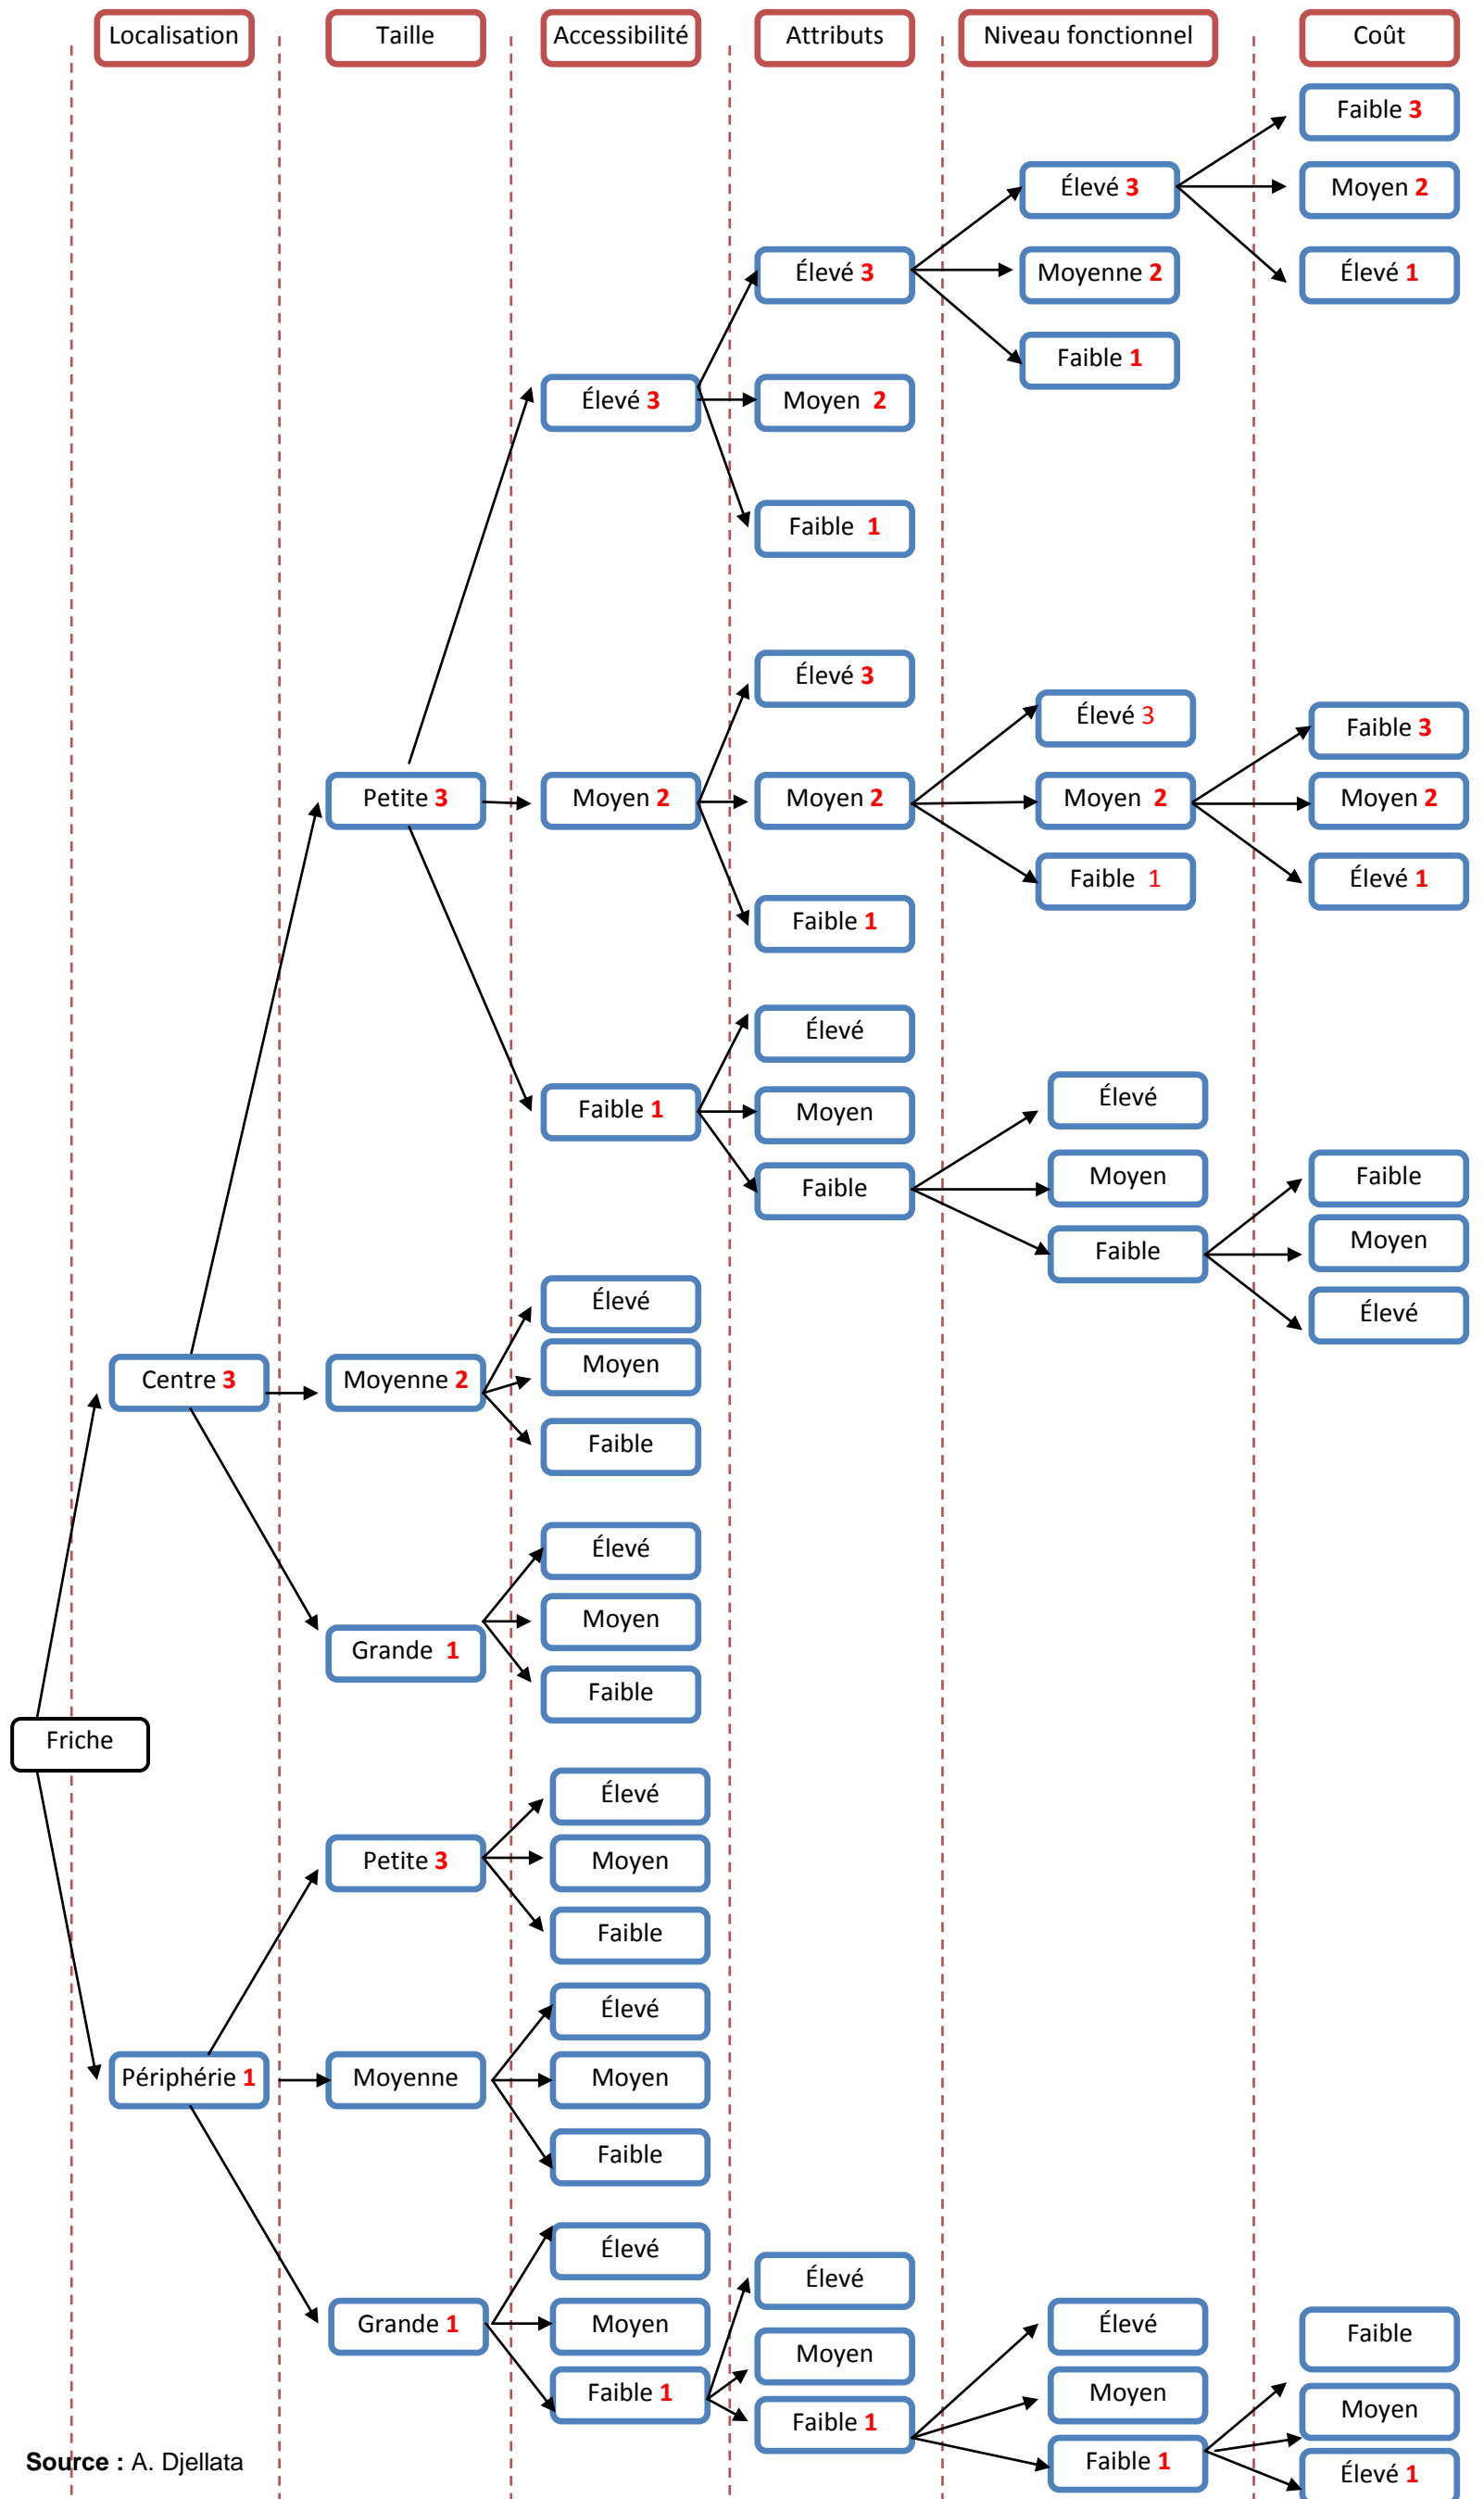 Localisation
Taille
Accessibilité
Attributs
Niveau fonctionnel
Coût
Faible 3
Élevé 3
Moyen 2
Élevé 3
Moyenne 2
Élevé 1
Faible 1
Élevé 3
Moyen 2
Faible 1
Élevé 3
Élevé 3
Faible 3
Petite 3
Moyen 2
Moyen 2
Moyen 2
Moyen 2
Faible 1
Élevé 1
Faible 1
Élevé
Élevé
Faible 1
Moyen
Moyen
Faible
Faible
Faible
Moyen
Élevé
Élevé
Moyen
Centre 3
Moyenne 2
Faible
Élevé
Moyen
Grande 1
Faible
Friche
Élevé
Petite 3
Moyen
Faible
Élevé
Périphérie 1
Moyenne
Moyen
Faible
Élevé
Élevé
Grande 1
Moyen
Élevé
Faible
Moyen
Faible 1
Moyen
Moyen
Faible 1
Faible 1
Élevé 1
Source : A. Djellata